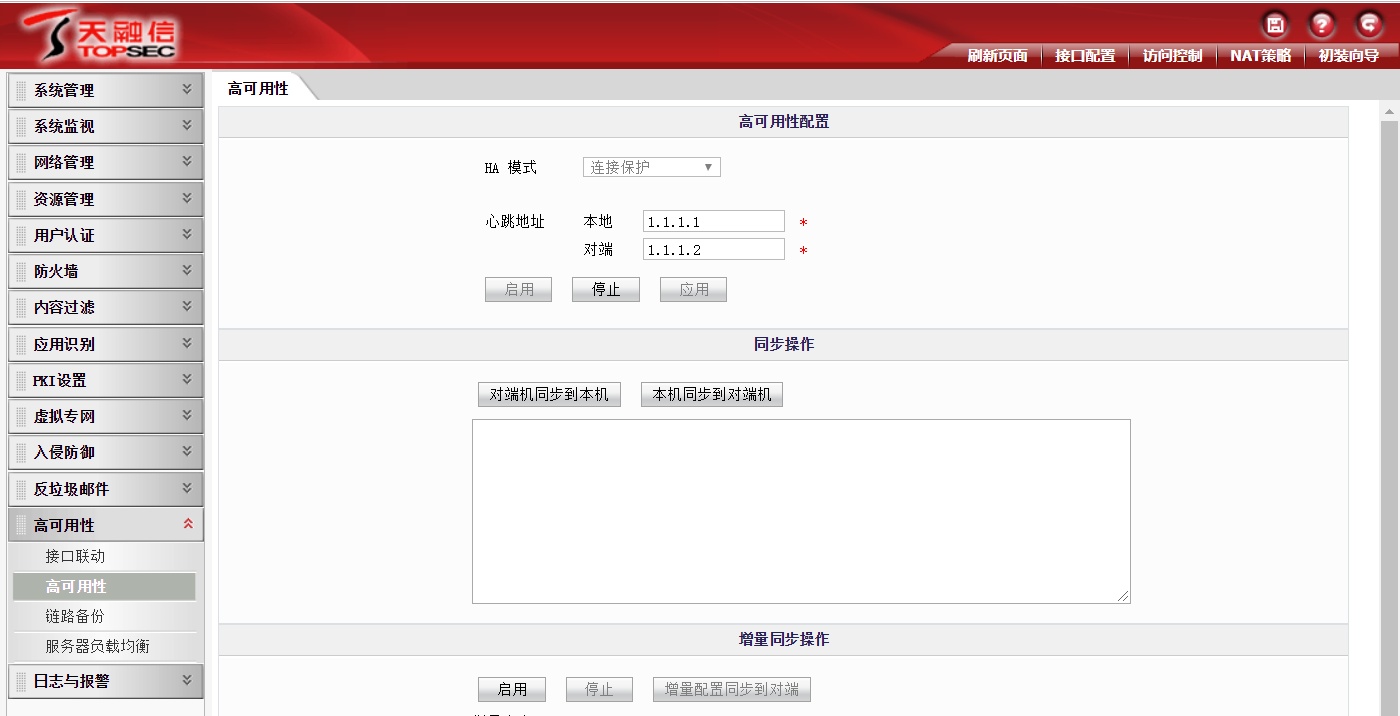 天融信
TOPSEC
刷新页面 接口配置 访问控制 NAT策略 初装向导
系统管理
系统监视
网络管理
资源管理
用户认证
防火墙
内容过滤
应用识别
PKI设置
虚拟专网
入侵防御
反垃圾邮件
高可用性
接口联动
高可用性
链路备份
服务器负载均衡
日志与报警
高可用性
高可用性配置
HA 模式 连接保护
心跳地址 本地 1.1.1.1 *
对端 1.1.1.2 *
启用 停止 应用
同步操作
对端机同步到本机 本机同步到对端机
增量同步操作
启用 停止 增量配置同步到对端